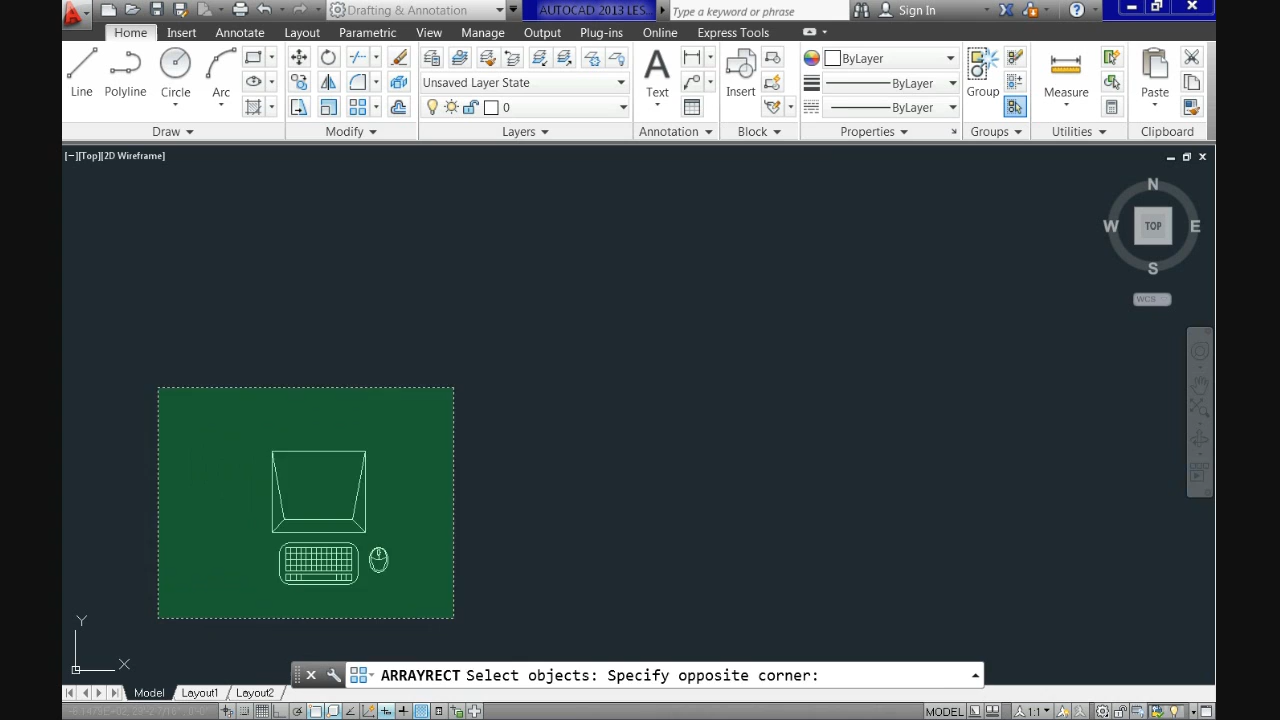 Drafting & Annotation
AUTOCAD 2013 LES
Type a keyword or phrase
Sign In
Home Insert Annotate Layout Parametric View Manage Output Plug-ins Online Express Tools
Line
Polyline
Circle
Arc
Draw
Modify
Unsaved Layer State
0
Layers
Text
Annotation
Insert
Block
ByLayer
ByLayer
ByLayer
Properties
Group
Groups
Measure
Utilities
Paste
Clipboard
[−][Top][2D Wireframe]
N
W TOP E
S
WCS
Y
X
ARRAYRECT Select objects: Specify opposite corner:
Model Layout1 Layout2
MODEL 1:1